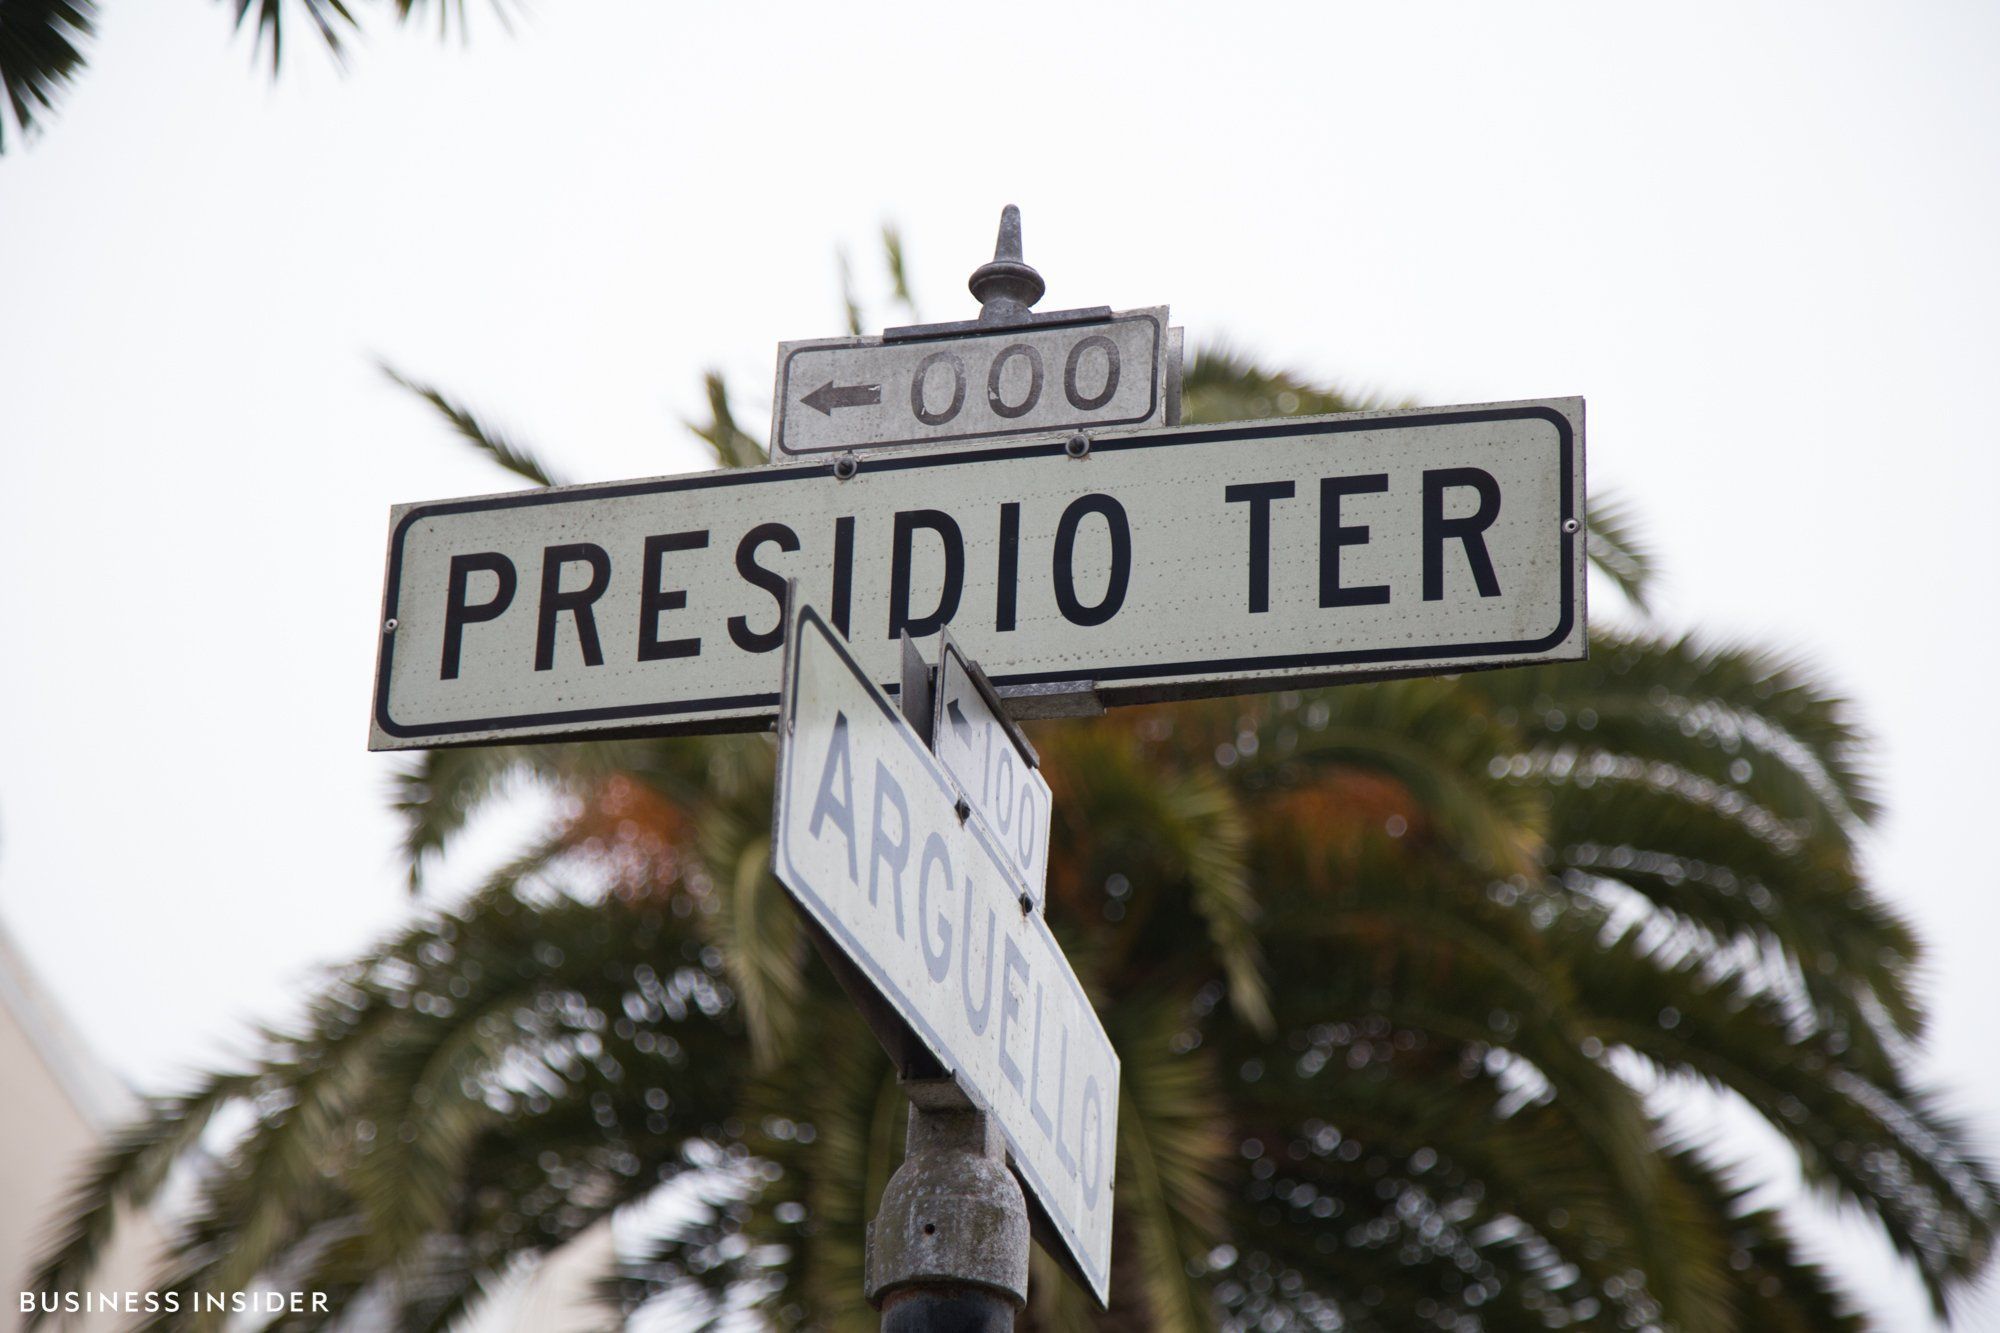 ← 000
PRESIDIO TER
← 100
ARGUELLO
BUSINESS INSIDER